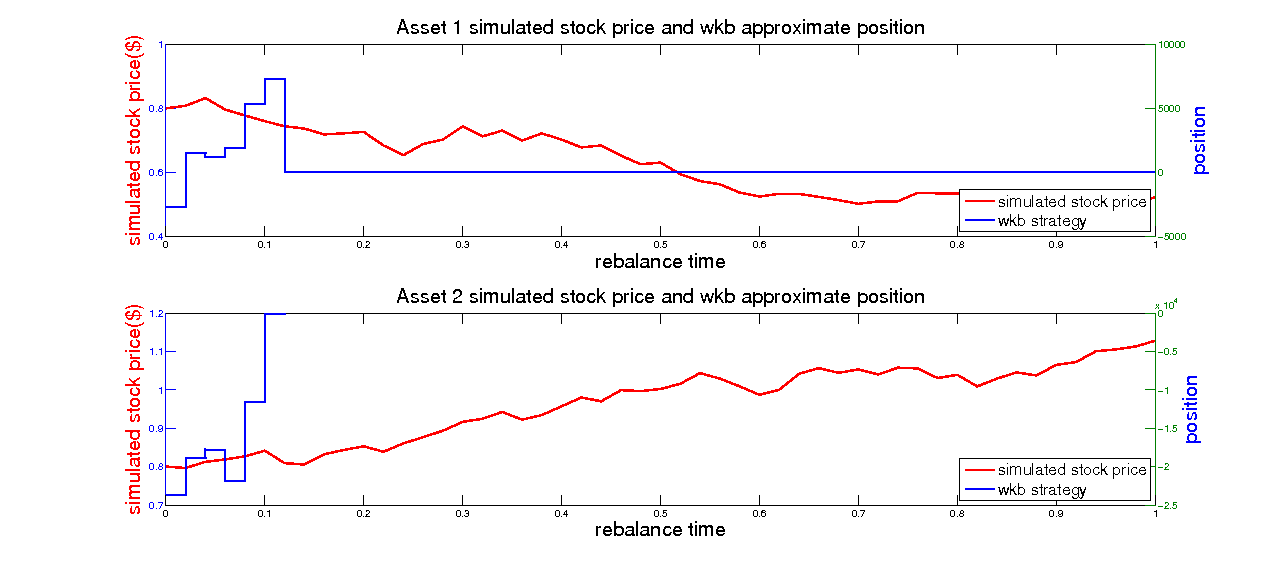 Asset 1 simulated stock price and wkb approximate position
simulated stock price($)
1
0.8
0.6
0.4
10000
5000
0
-5000
position
simulated stock price
wkb strategy
0 0.1 0.2 0.3 0.4 0.5 0.6 0.7 0.8 0.9 1
rebalance time
Asset 2 simulated stock price and wkb approximate position
simulated stock price($)
1.2
1.1
1
0.9
0.8
0.7
x 10^4
0
-0.5
-1
-1.5
-2
-2.5
position
simulated stock price
wkb strategy
0 0.1 0.2 0.3 0.4 0.5 0.6 0.7 0.8 0.9 1
rebalance time